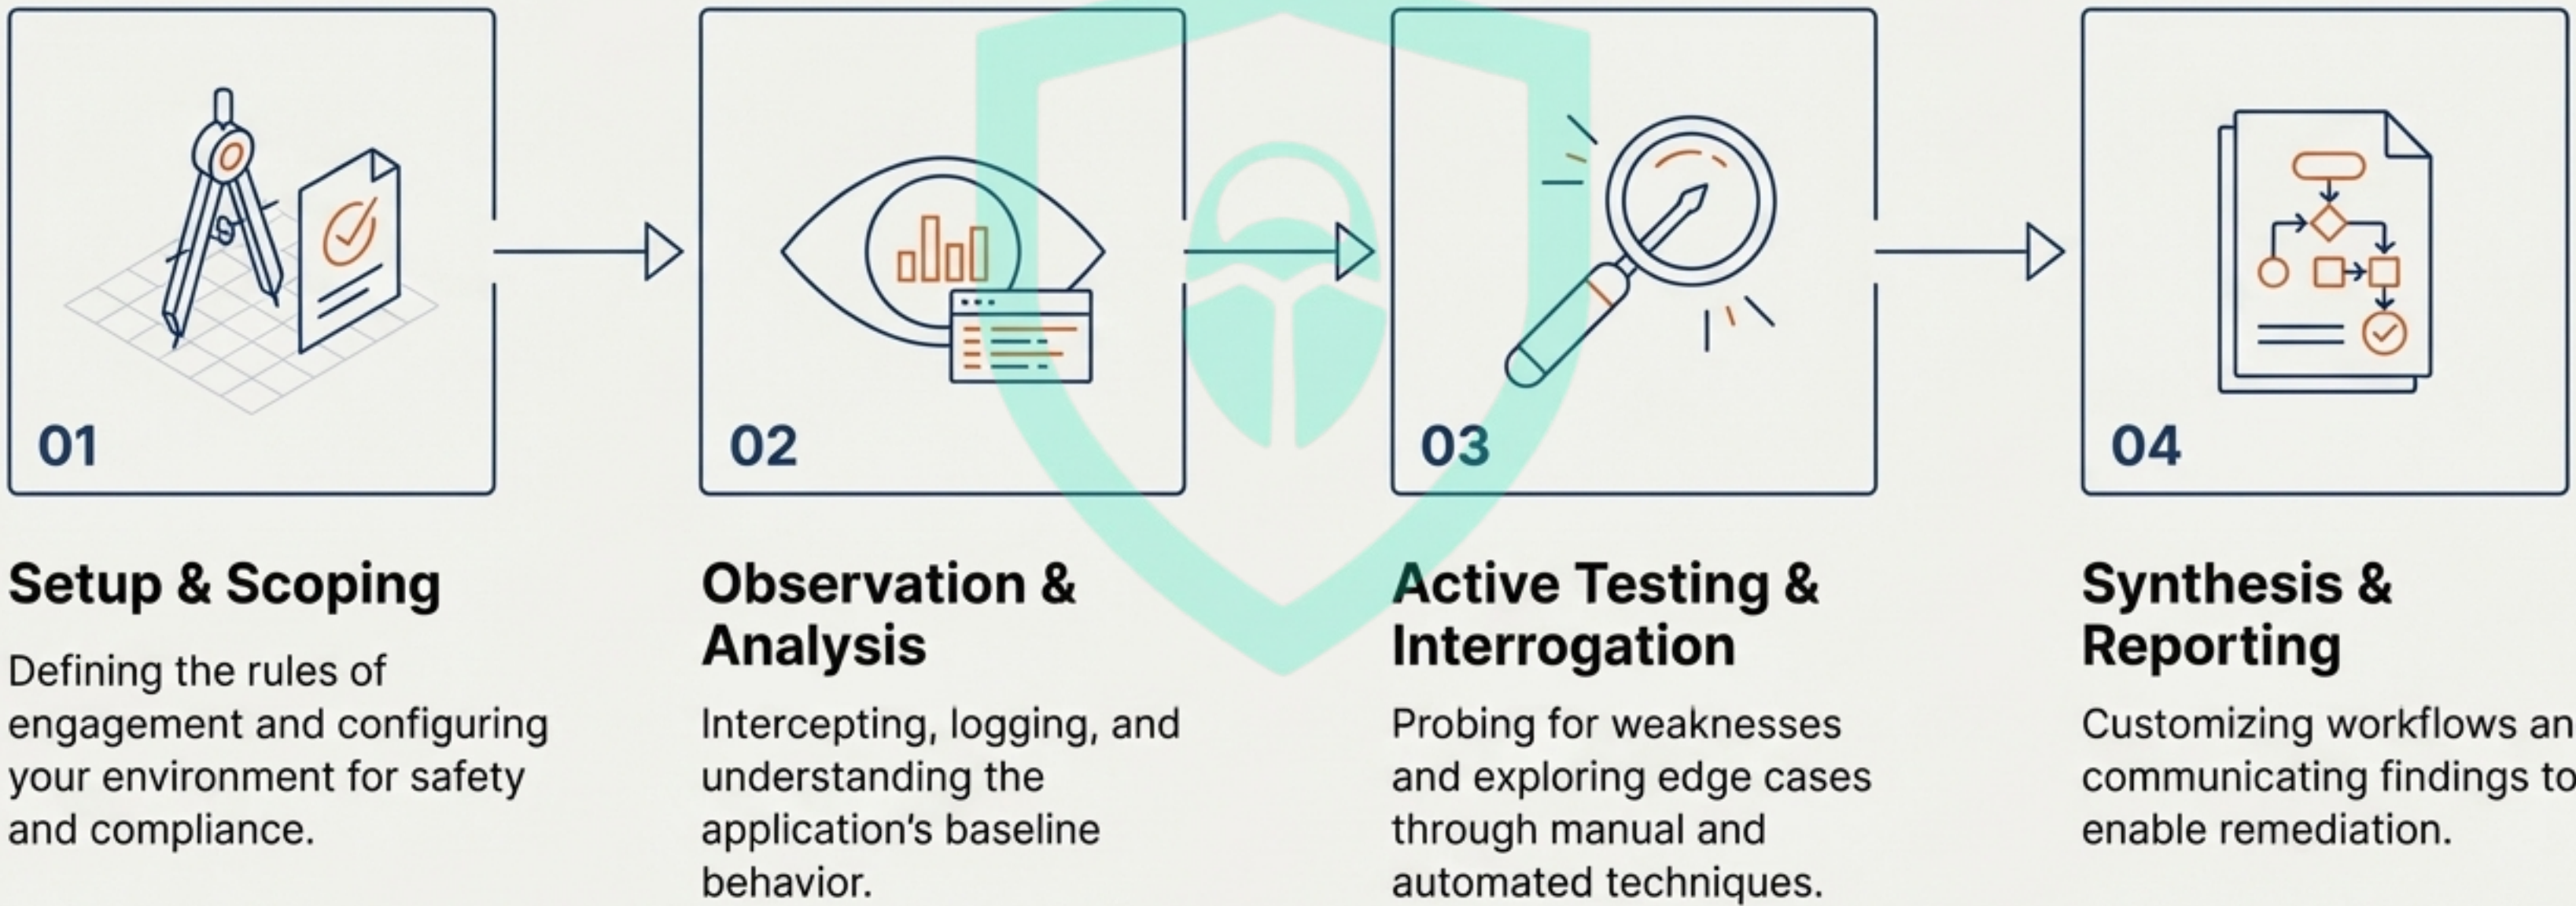 01
Setup & Scoping
Defining the rules of
engagement and configuring
your environment for safety
and compliance.
02
Observation &
Analysis
Intercepting, logging, and
understanding the
application's baseline
behavior.
03
Active Testing &
Interrogation
Probing for weaknesses
and exploring edge cases
through manual and
automated techniques.
04
Synthesis &
Reporting
Customizing workflows an
communicating findings to
enable remediation.